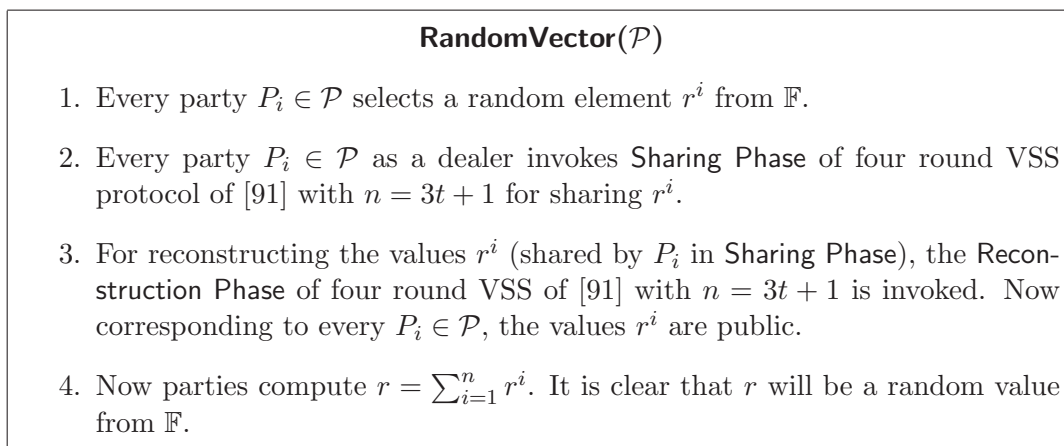 RandomVector(𝒫)
1. Every party P_i ∈ 𝒫 selects a random element r^i from 𝔽.
2. Every party P_i ∈ 𝒫 as a dealer invokes Sharing Phase of four round VSS
protocol of [91] with n = 3t + 1 for sharing r^i.
3. For reconstructing the values r^i (shared by P_i in Sharing Phase), the Recon-
struction Phase of four round VSS of [91] with n = 3t + 1 is invoked. Now
corresponding to every P_i ∈ 𝒫, the values r^i are public.
4. Now parties compute r = ∑_{i=1}^n r^i. It is clear that r will be a random value
from 𝔽.